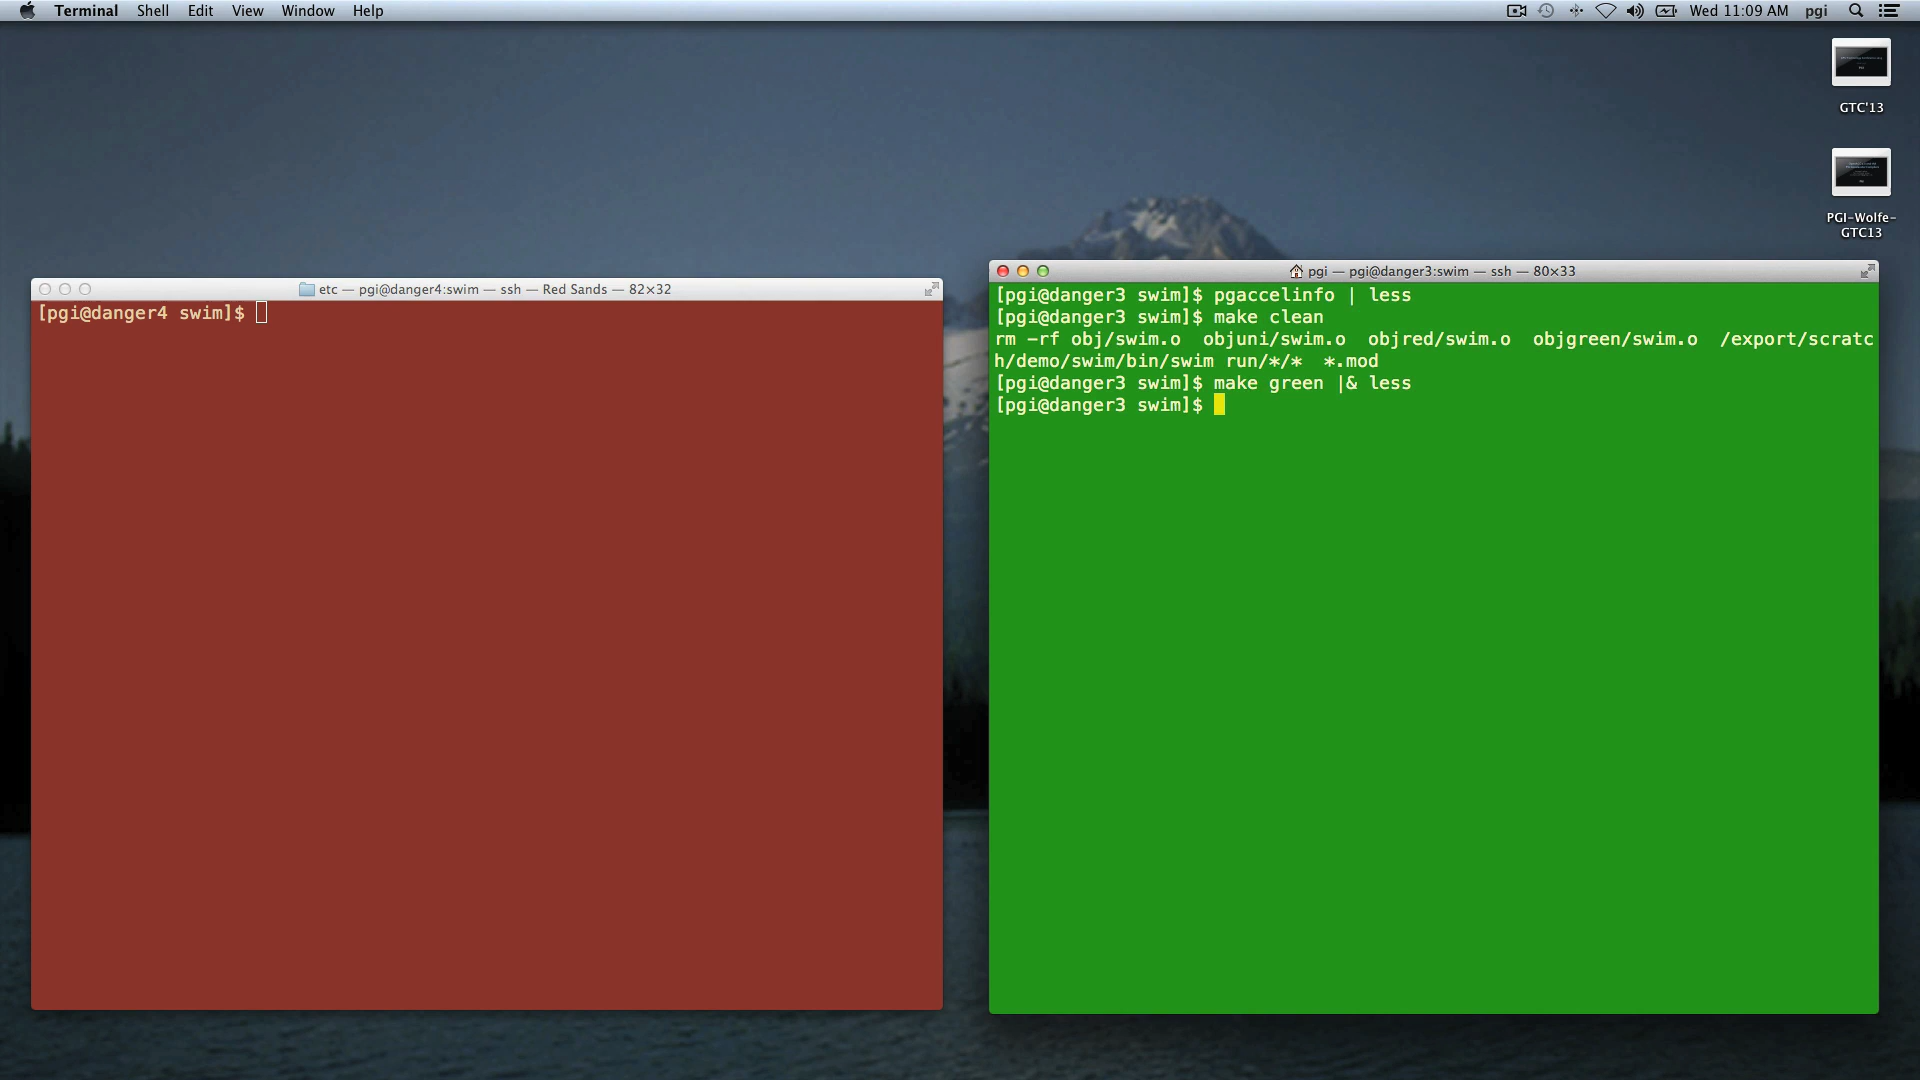 Terminal Shell Edit View Window Help Wed 11:09 AM pgi
GTC'13
PGI-Wolfe-
GTC13
etc — pgi@danger4:swim — ssh — Red Sands — 82×32
[pgi@danger4 swim]$
pgi — pgi@danger3:swim — ssh — 80×33
[pgi@danger3 swim]$ pgaccelinfo | less
[pgi@danger3 swim]$ make clean
rm -rf obj/swim.o  objuni/swim.o  objred/swim.o  objgreen/swim.o  /export/scratc
h/demo/swim/bin/swim run/*/*  *.mod
[pgi@danger3 swim]$ make green |& less
[pgi@danger3 swim]$